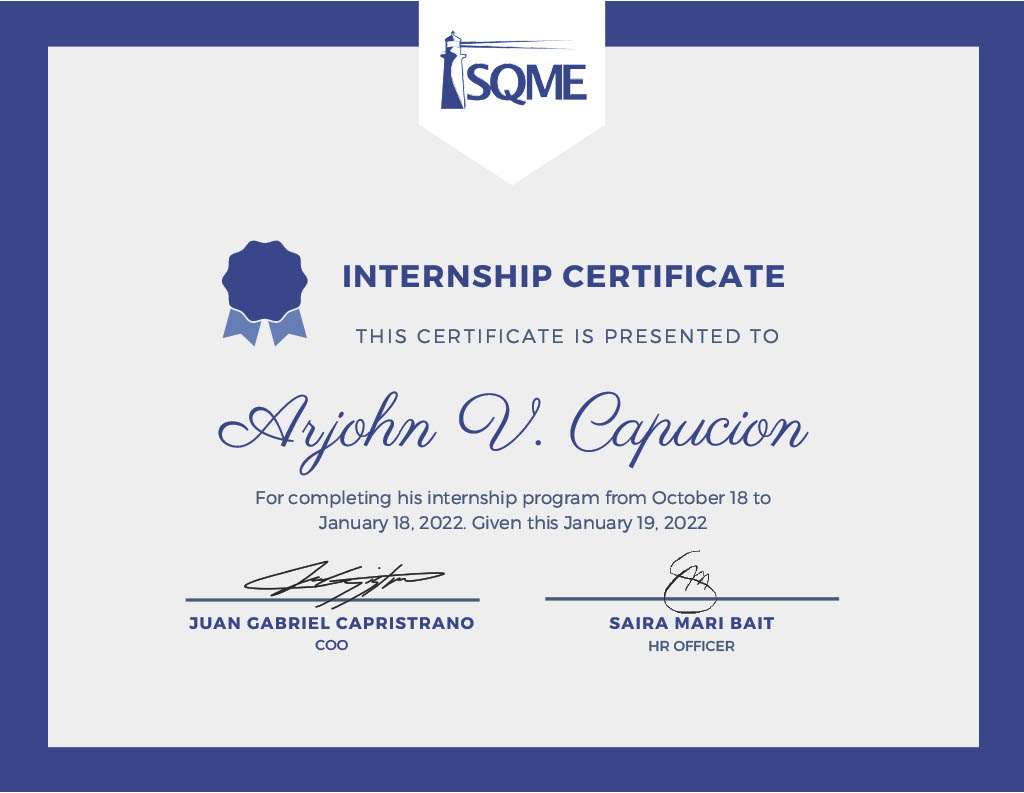 SQME
INTERNSHIP CERTIFICATE
THIS CERTIFICATE IS PRESENTED TO
Arjohn V. Capucion
For completing his internship program from October 18 to
January 18, 2022. Given this January 19, 2022
JUAN GABRIEL CAPRISTRANO
COO
SAIRA MARI BAIT
HR OFFICER